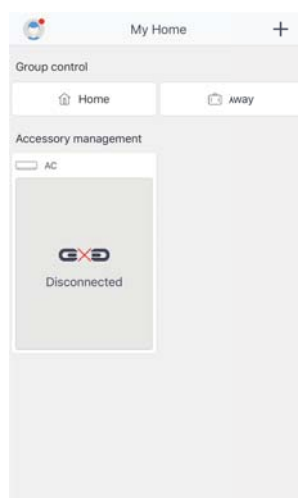 My Home
Group control
Home
Away
Accessory management
AC
Disconnected